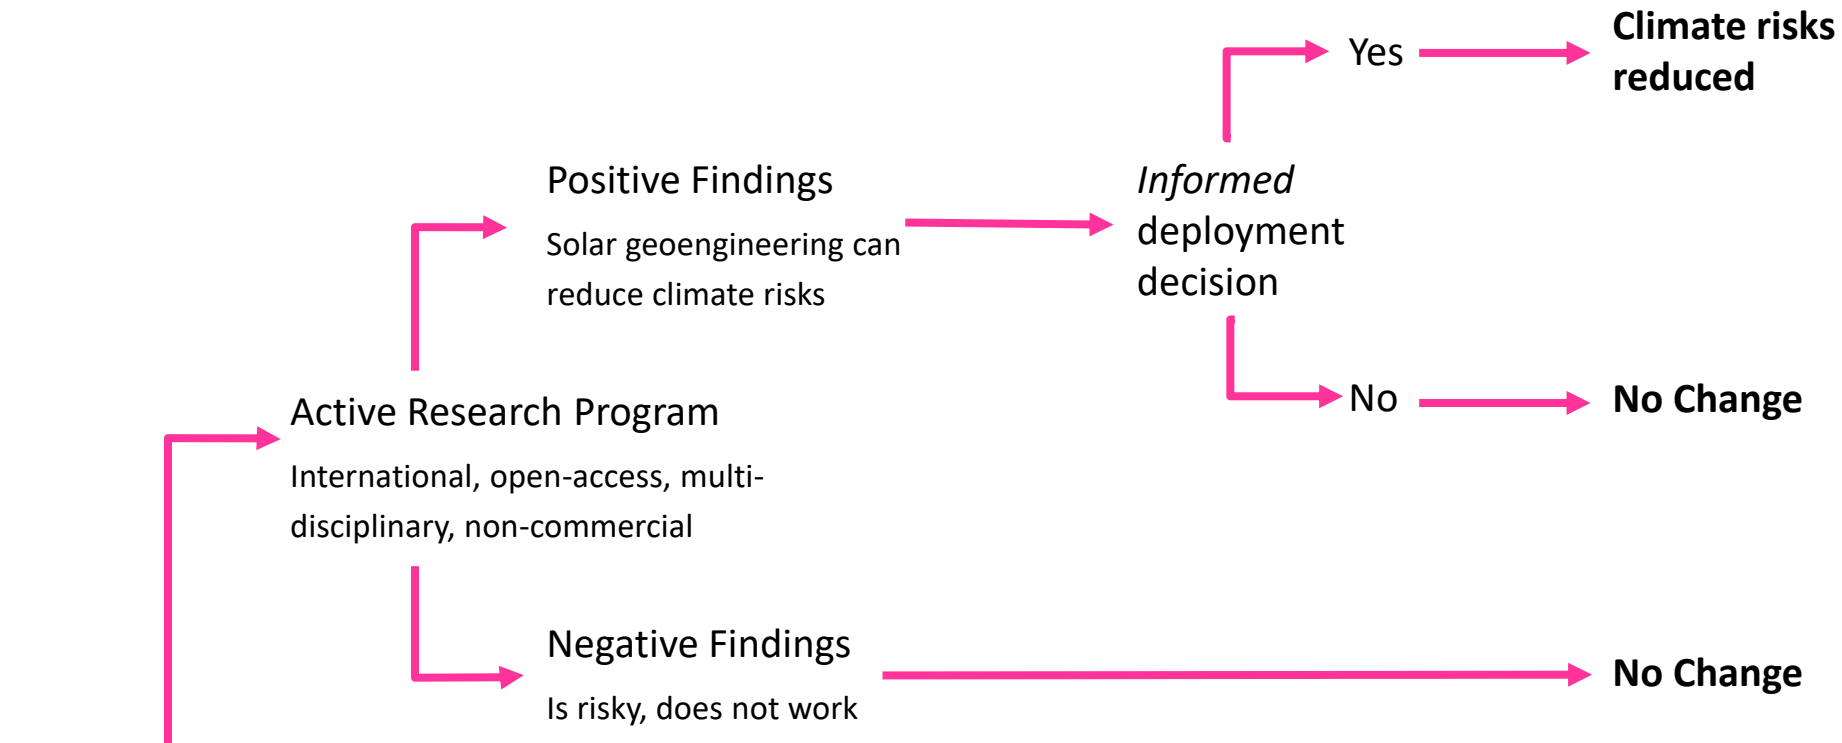 Climate risks
reduced
Yes
Positive Findings
Solar geoengineering can
reduce climate risks
Informed
deployment
decision
No
No Change
Active Research Program
International, open-access, multi-
disciplinary, non-commercial
Negative Findings
Is risky, does not work
No Change